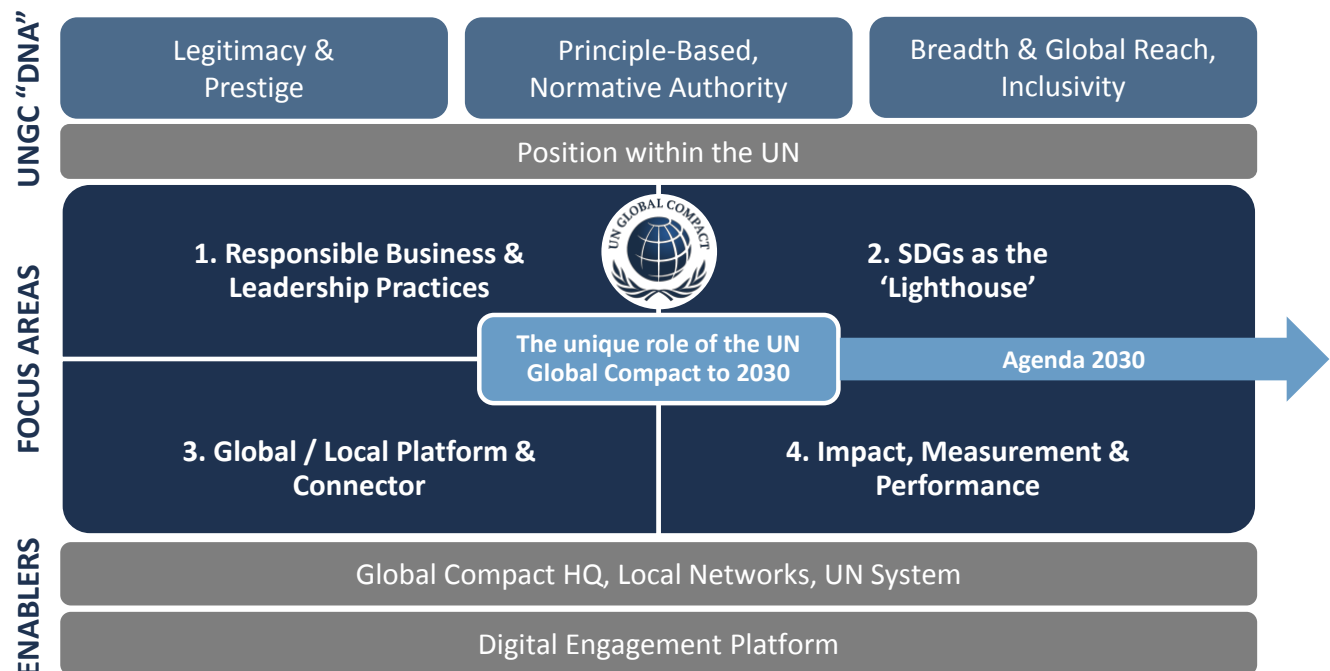 UNGC “DNA”
Legitimacy &
Prestige
Principle-Based,
Normative Authority
Breadth & Global Reach,
Inclusivity
Position within the UN
FOCUS AREAS
1. Responsible Business &
Leadership Practices
UN GLOBAL COMPACT
2. SDGs as the
‘Lighthouse’
The unique role of the UN
Global Compact to 2030
Agenda 2030
3. Global / Local Platform &
Connector
4. Impact, Measurement &
Performance
ENABLERS
Global Compact HQ, Local Networks, UN System
Digital Engagement Platform